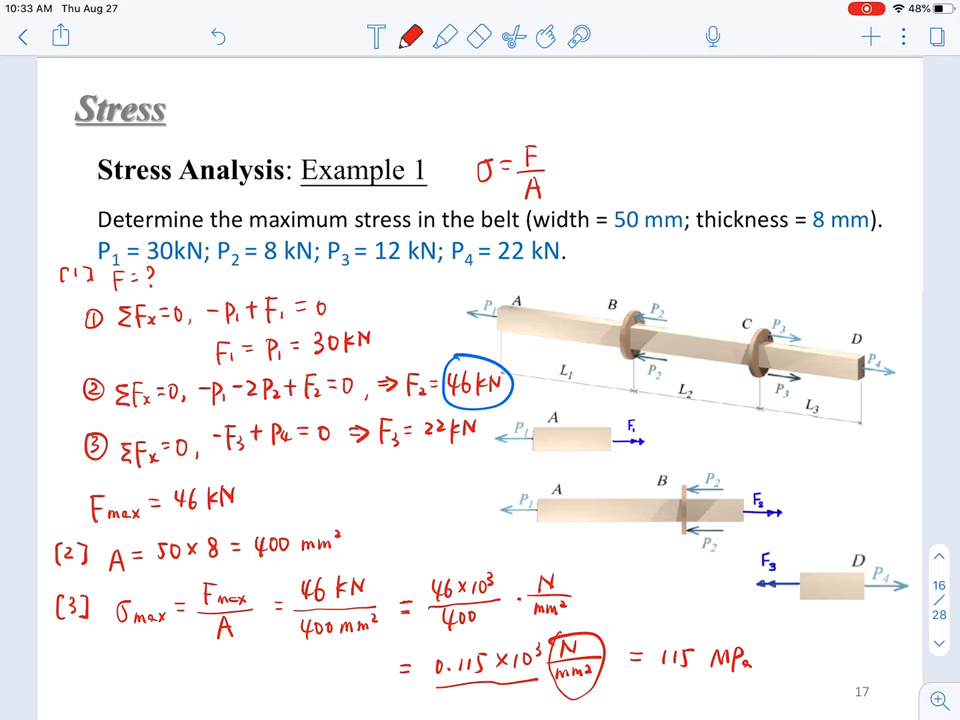 10:33 AM Thu Aug 27
48%
Stress
Stress Analysis: Example 1
σ = F/A
Determine the maximum stress in the belt (width = 50 mm; thickness = 8 mm).
P₁ = 30kN; P₂ = 8 kN; P₃ = 12 kN; P₄ = 22 kN.
[1] F = ?
① ΣFx=0, -P₁ + F₁ = 0
F₁ = P₁ = 30 kN
② ΣFx=0, -P₁-2P₂+F₂=0, ⇒ F₂ = 46 kN
③ ΣFx=0, -F₃ + P₄ = 0 ⇒ F₃ = 22 kN
Fmax = 46 kN
[2] A = 50 × 8 = 400 mm²
[3] σmax = Fmax/A = 46 kN/400 mm² = 46×10³/400 · N/mm²
= 0.115 × 10³ N/mm² = 115 MPa
P₁ A B P₂
P₂
C P₃
P₃
D
P₄
L₁
L₂
L₃
P₁ A F₁
P₁ A B P₂ F₂
P₂
F₃ D P₄
16
/
28
17